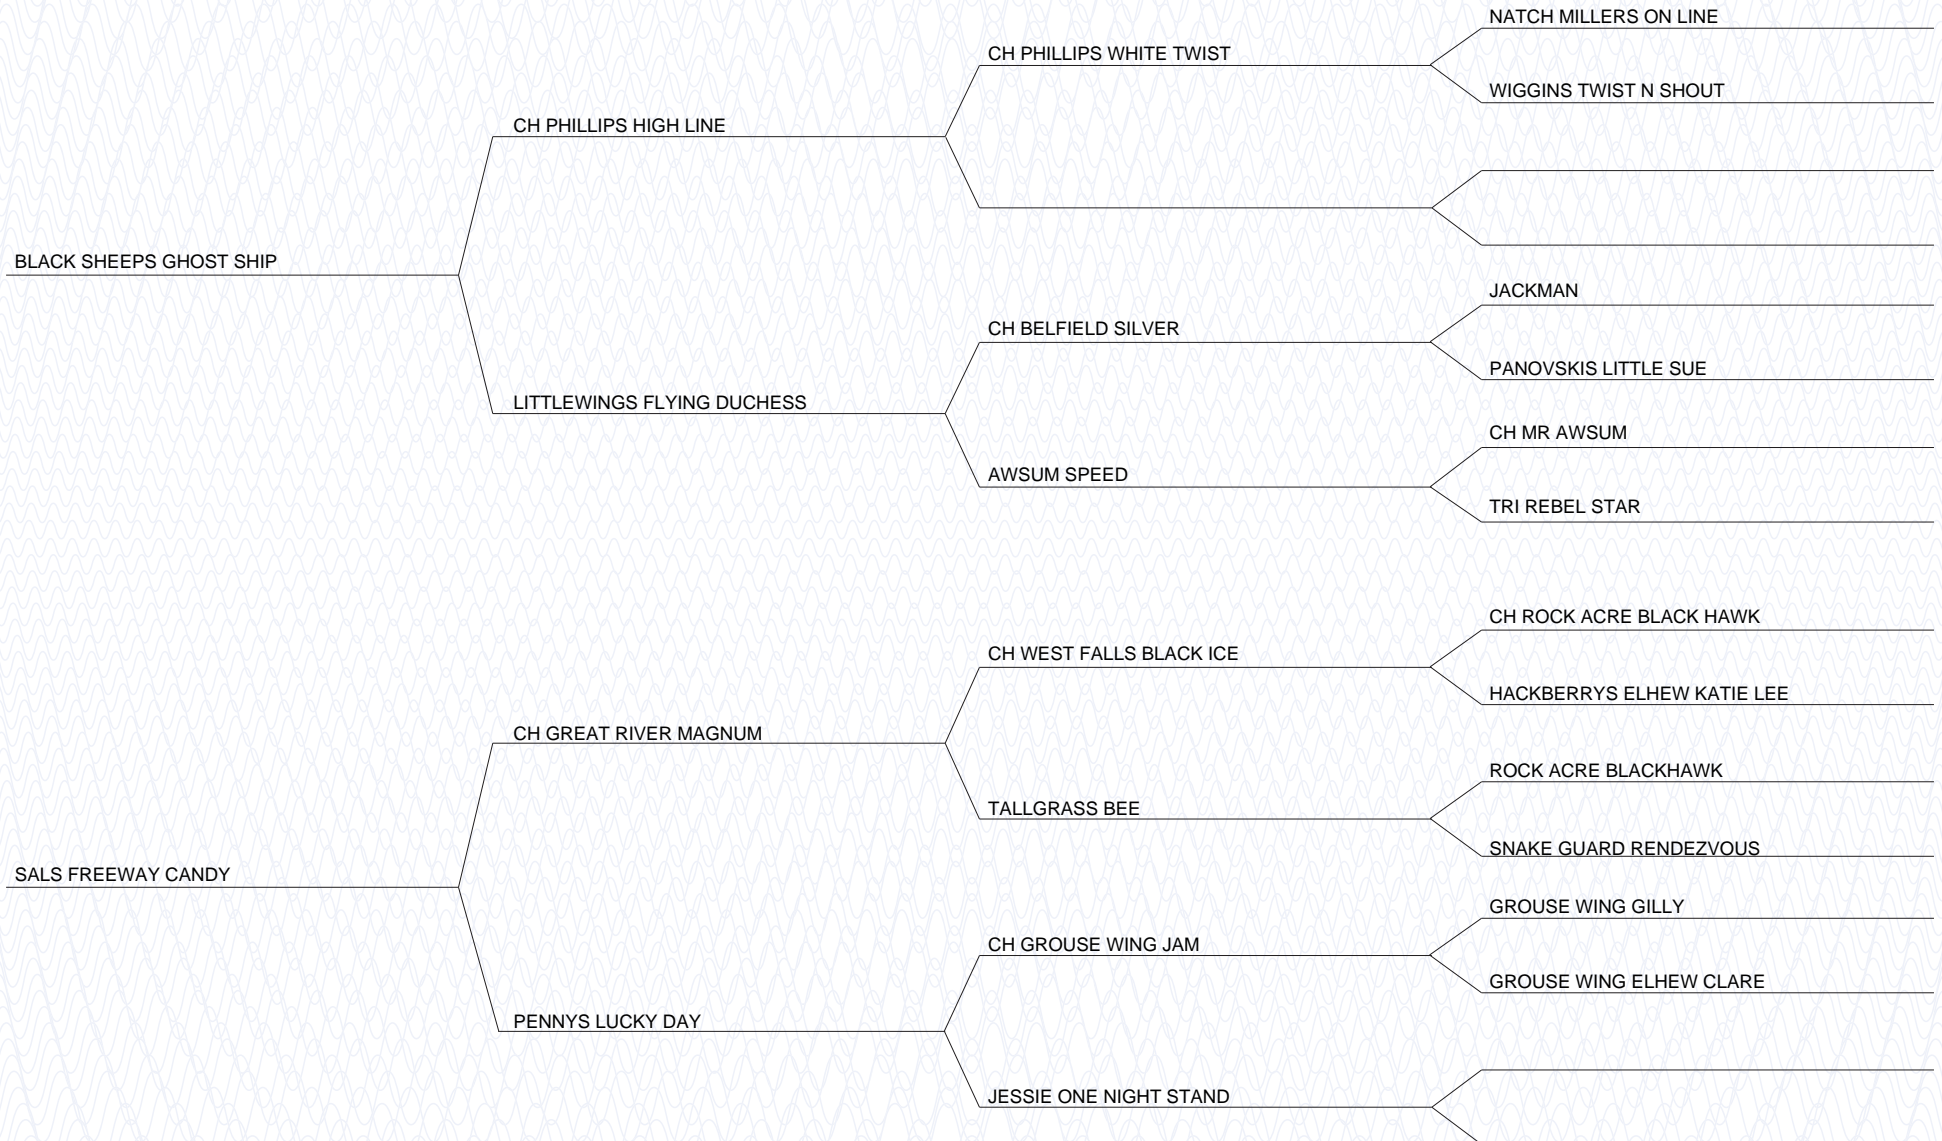 NATCH MILLERS ON LINE
CH PHILLIPS WHITE TWIST
WIGGINS TWIST N SHOUT
CH PHILLIPS HIGH LINE
BLACK SHEEPS GHOST SHIP
JACKMAN
CH BELFIELD SILVER
PANOVSKIS LITTLE SUE
LITTLEWINGS FLYING DUCHESS
CH MR AWSUM
AWSUM SPEED
TRI REBEL STAR
CH ROCK ACRE BLACK HAWK
CH WEST FALLS BLACK ICE
HACKBERRYS ELHEW KATIE LEE
CH GREAT RIVER MAGNUM
ROCK ACRE BLACKHAWK
TALLGRASS BEE
SNAKE GUARD RENDEZVOUS
SALS FREEWAY CANDY
GROUSE WING GILLY
CH GROUSE WING JAM
GROUSE WING ELHEW CLARE
PENNYS LUCKY DAY
JESSIE ONE NIGHT STAND